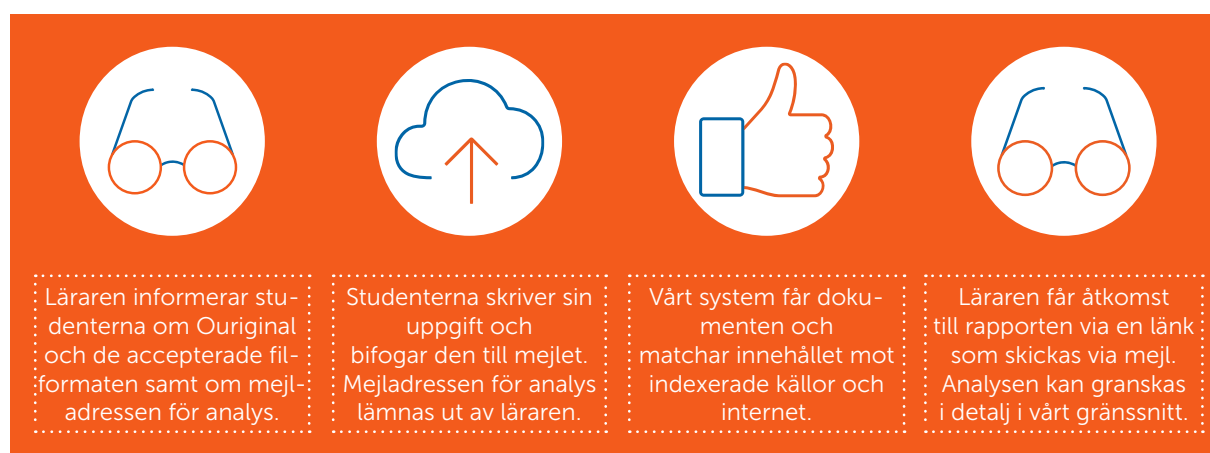 Läraren informerar stu-
denterna om Ouriginal
och de accepterade fil-
formaten samt om mejl-
adressen för analys.
Studenterna skriver sin
uppgift och
bifogar den till mejlet.
Mejladressen för analys
lämnas ut av läraren.
Vårt system får doku-
menten och
matchar innehållet mot
indexerade källor och
internet.
Läraren får åtkomst
till rapporten via en länk
som skickas via mejl.
Analysen kan granskas
i detalj i vårt gränssnitt.